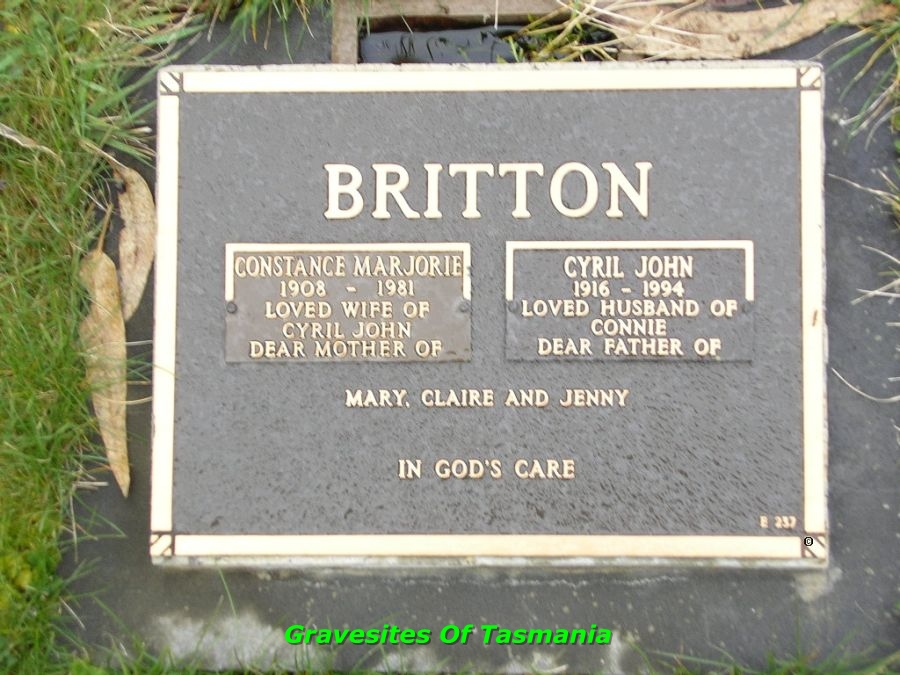 BRITTON
CONSTANCE MARJORIE
1908 - 1981
LOVED WIFE OF
CYRIL JOHN
DEAR MOTHER OF
CYRIL JOHN
1916 - 1994
LOVED HUSBAND OF
CONNIE
DEAR FATHER OF
MARY, CLAIRE AND JENNY
IN GOD'S CARE
E 237
©
Gravesites Of Tasmania